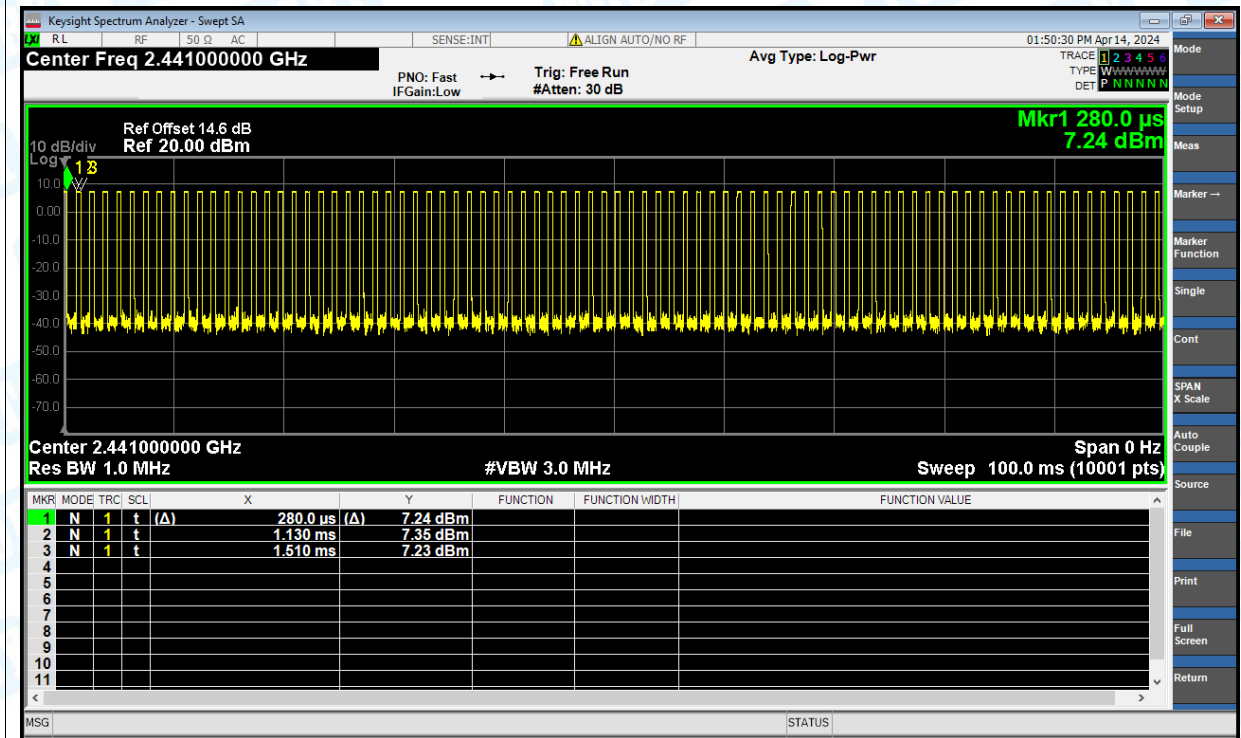 Keysight Spectrum Analyzer - Swept SA
LXI RL RF 50 Ω AC SENSE:INT ALIGN AUTO/NO RF 01:50:30 PM Apr 14, 2024
Center Freq 2.441000000 GHz
PNO: Fast
IFGain:Low
Trig: Free Run
#Atten: 30 dB
Avg Type: Log-Pwr
TRACE 1 2 3 4 5 6
TYPE WWWWWW
DET P N N N N N
Ref Offset 14.6 dB
10 dB/div Ref 20.00 dBm
Log
Mkr1 280.0 µs
7.24 dBm
1 2 3
10.0
0.00
-10.0
-20.0
-30.0
-40.0
-50.0
-60.0
-70.0
Center 2.441000000 GHz Span 0 Hz
Res BW 1.0 MHz #VBW 3.0 MHz Sweep 100.0 ms (10001 pts)
MKR MODE TRC SCL X Y FUNCTION FUNCTION WIDTH FUNCTION VALUE
1 N 1 t (Δ) 280.0 µs (Δ) 7.24 dBm
2 N 1 t 1.130 ms 7.35 dBm
3 N 1 t 1.510 ms 7.23 dBm
4
5
6
7
8
9
10
11
MSG STATUS
Mode
Mode
Setup
Meas
Marker →
Marker
Function
Single
Cont
SPAN
X Scale
Auto
Couple
Source
File
Print
Full
Screen
Return